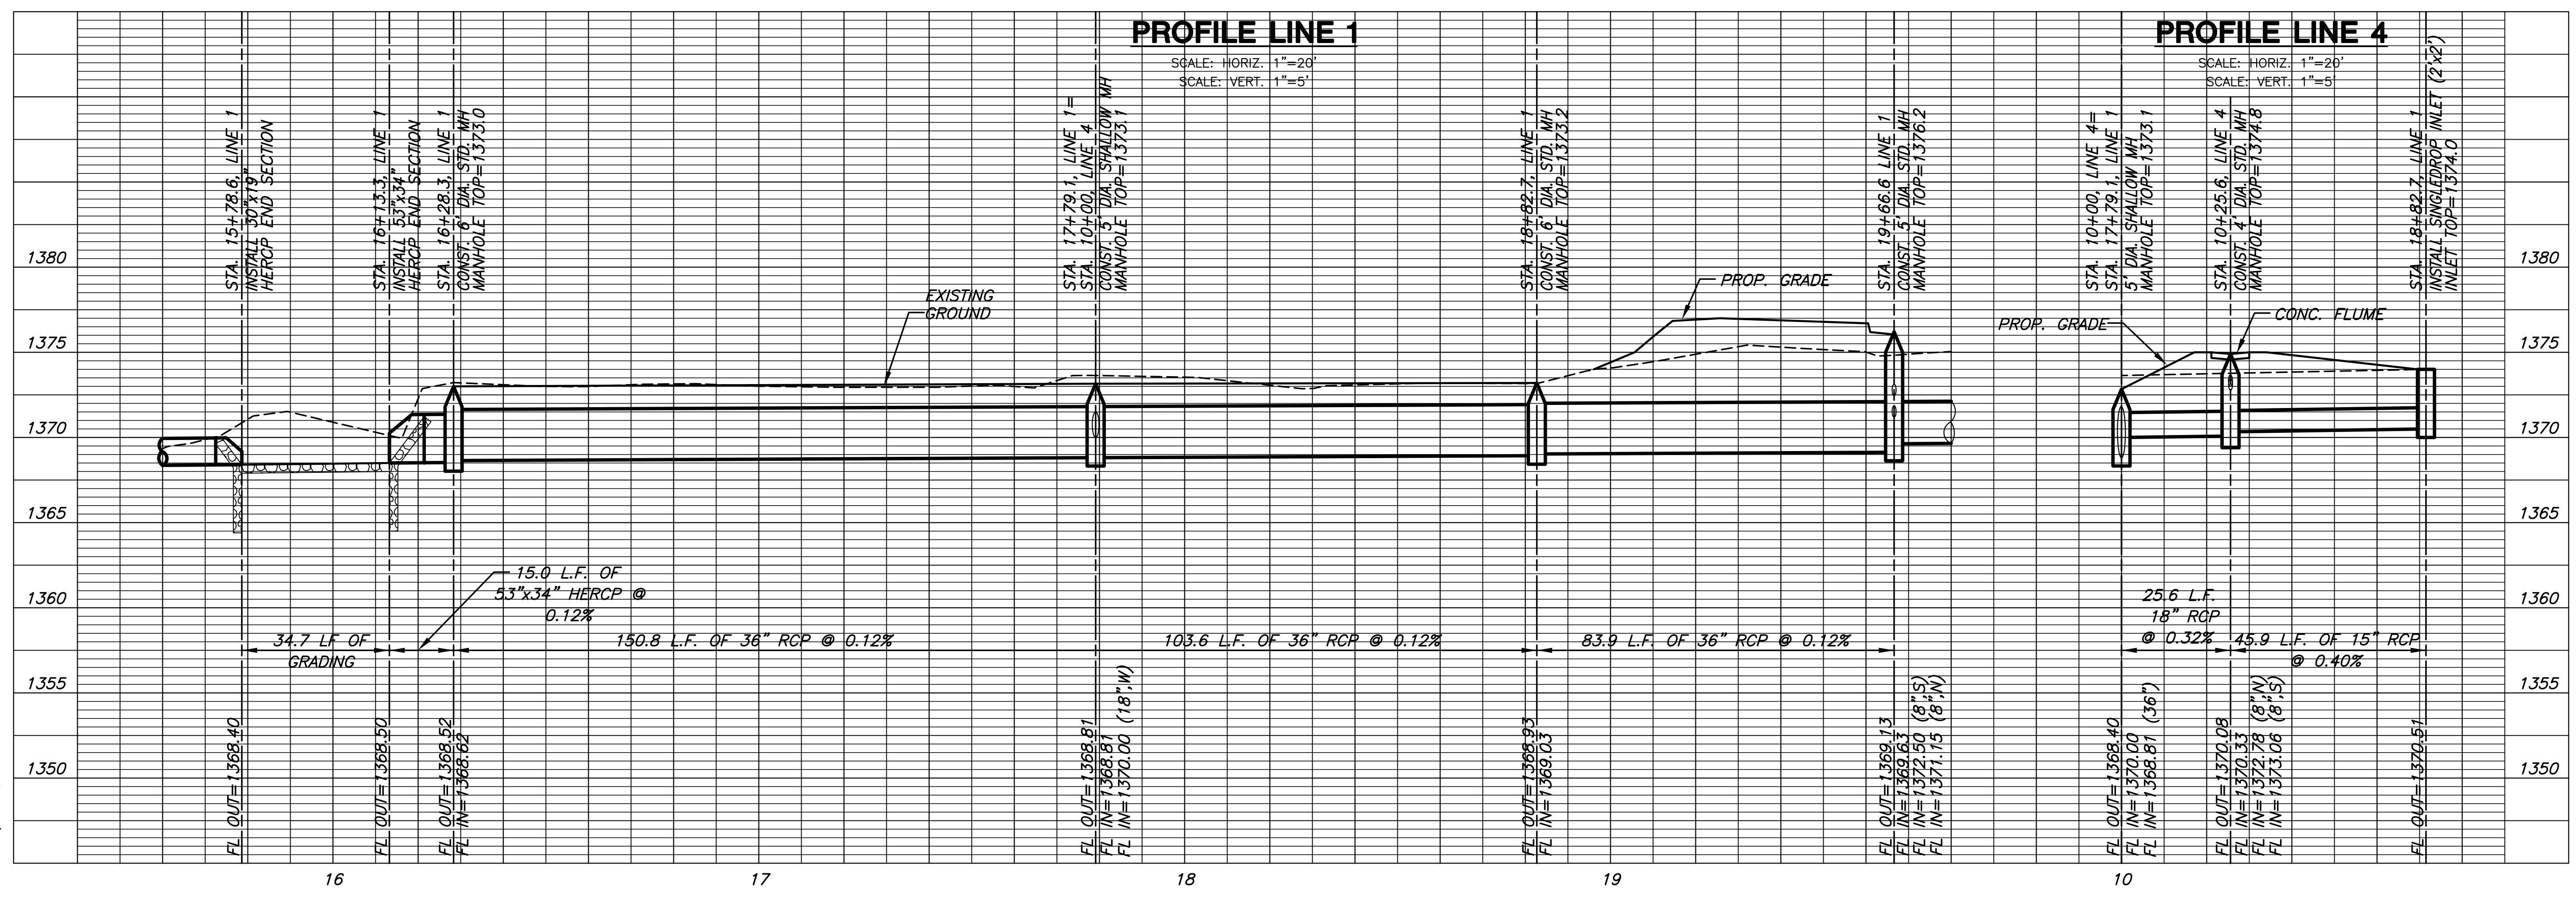 PROFILE LINE 1
SCALE: HORIZ. 1"=20'
SCALE: VERT. 1"=5'
PROFILE LINE 4
SCALE: HORIZ. 1"=20'
SCALE: VERT. 1"=5'
STA. 15+78.6, LINE 1
INSTALL 30"x19"
HERCP END SECTION
STA. 16+13.3, LINE 1
INSTALL 53"x34"
HERCP END SECTION
STA. 16+28.3, LINE 1
CONST. 6' DIA. STD. MH
MANHOLE TOP=1373.0
STA. 17+79.1, LINE 1=
STA. 10+00, LINE 4
CONST. 5' DIA. SHALLOW MH
MANHOLE TOP=1373.1
STA. 18+82.7, LINE 1
CONST. 6' DIA. STD. MH
MANHOLE TOP=1373.2
STA. 19+66.6 LINE 1
CONST. 5' DIA. STD. MH
MANHOLE TOP=1376.2
STA. 10+00, LINE 4=
STA. 17+79.1, LINE 1
5' DIA. SHALLOW MH
MANHOLE TOP=1373.1
STA. 10+25.6, LINE 4
CONST. 4' DIA. STD. MH
MANHOLE TOP=1374.8
STA. 18+82.7, LINE 1
INSTALL SINGLEDROP INLET (2'x2')
INLET TOP=1374.0
1380
1380
EXISTING
GROUND
PROP. GRADE
PROP. GRADE
CONC. FLUME
1375
1375
1370
1370
1365
1365
1360
1360
15.0 L.F. OF
53"x34" HERCP @
0.12%
34.7 LF OF
GRADING
150.8 L.F. OF 36" RCP @ 0.12%
103.6 L.F. OF 36" RCP @ 0.12%
83.9 L.F. OF 36" RCP @ 0.12%
25.6 L.F.
18" RCP
@ 0.32%
45.9 L.F. OF 15" RCP
@ 0.40%
1355
1355
1350
1350
FL OUT=1368.40
FL OUT=1368.50
FL OUT=1368.52
FL IN=1368.62
FL OUT=1368.81
FL IN=1368.81
FL IN=1370.00 (18",W)
FL OUT=1368.93
FL IN=1369.03
FL OUT=1369.13
FL IN=1369.63
FL IN=1372.50 (8",S)
FL IN=1371.15 (8",N)
FL OUT=1368.40
FL IN=1370.00
FL IN=1368.81 (36")
FL OUT=1370.08
FL IN=1370.33
FL IN=1372.78 (8",N)
FL IN=1373.06 (8",S)
FL OUT=1370.51
16
17
18
19
10